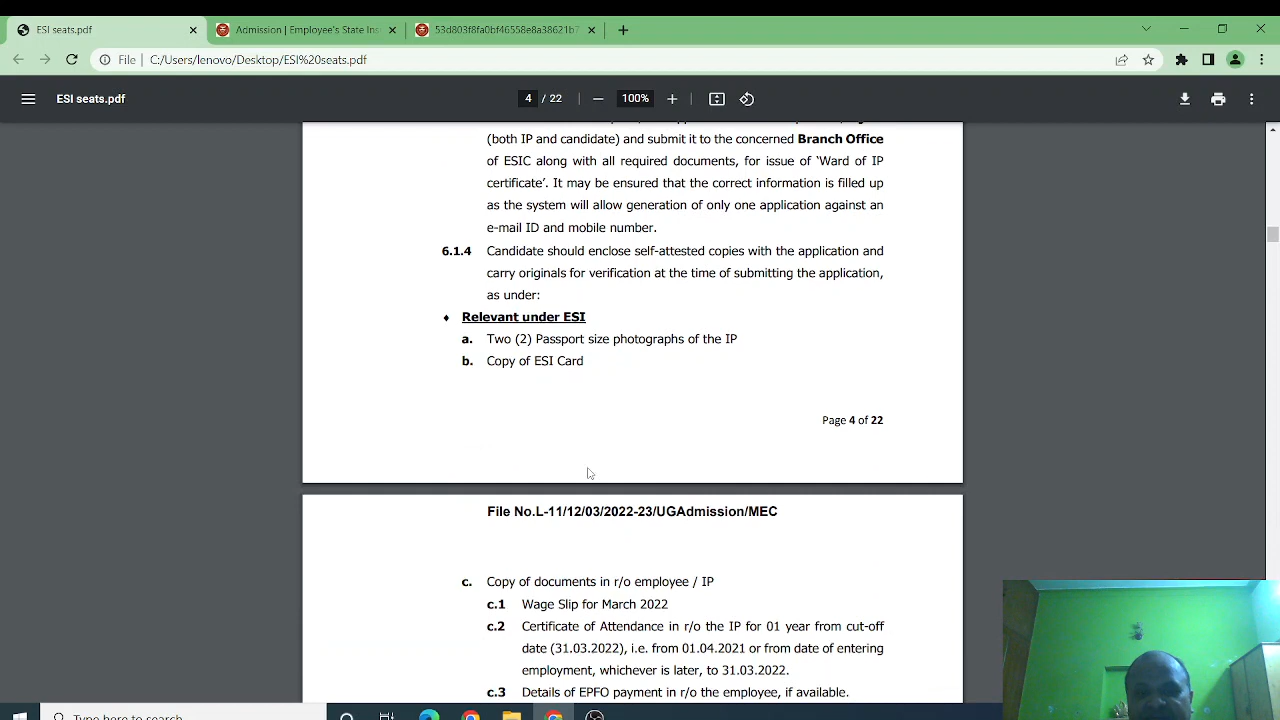 ESI seats.pdf
Admission | Employee's State Ins
53d803f8fa0bf46558e8a38621b7
File
C:/Users/lenovo/Desktop/ESI%20seats.pdf
ESI seats.pdf
4 / 22
100%
(both IP and candidate) and submit it to the concerned Branch Office
of ESIC along with all required documents, for issue of 'Ward of IP
certificate'. It may be ensured that the correct information is filled up
as the system will allow generation of only one application against an
e-mail ID and mobile number.
6.1.4 Candidate should enclose self-attested copies with the application and
carry originals for verification at the time of submitting the application,
as under:
♦ Relevant under ESI
a. Two (2) Passport size photographs of the IP
b. Copy of ESI Card
Page 4 of 22
File No.L-11/12/03/2022-23/UGAdmission/MEC
c. Copy of documents in r/o employee / IP
c.1 Wage Slip for March 2022
c.2 Certificate of Attendance in r/o the IP for 01 year from cut-off
date (31.03.2022), i.e. from 01.04.2021 or from date of entering
employment, whichever is later, to 31.03.2022.
c.3 Details of EPFO payment in r/o the employee, if available.
Type here to search